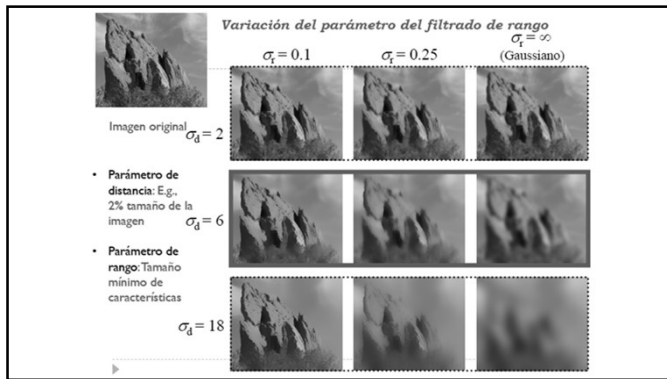 Variación del parámetro del filtrado de rango
σr = 0.1
σr = 0.25
σr = ∞
(Gaussiano)
Imagen original
σd = 2
• Parámetro de
distancia: E.g.,
2% tamaño de la
imagen
σd = 6
• Parámetro de
rango: Tamaño
mínimo de
características
σd = 18